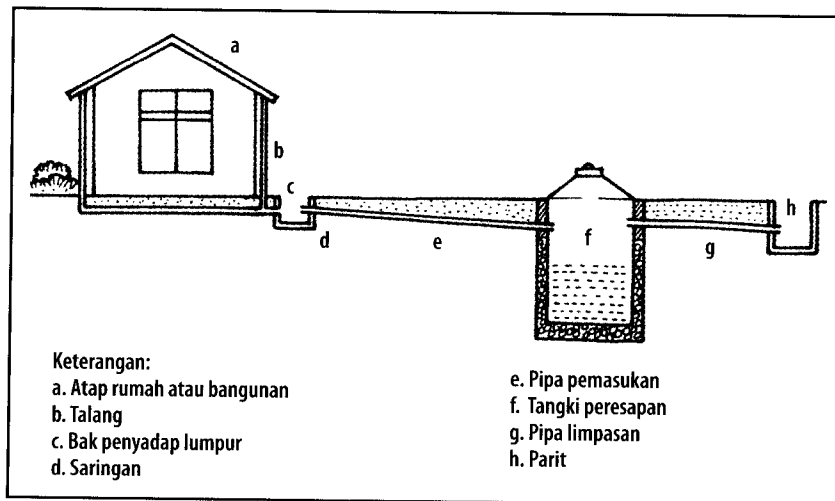 a
b
c
d
e
f
g
h
Keterangan:
a. Atap rumah atau bangunan
b. Talang
c. Bak penyadap lumpur
d. Saringan
e. Pipa pemasukan
f. Tangki peresapan
g. Pipa limpasan
h. Parit